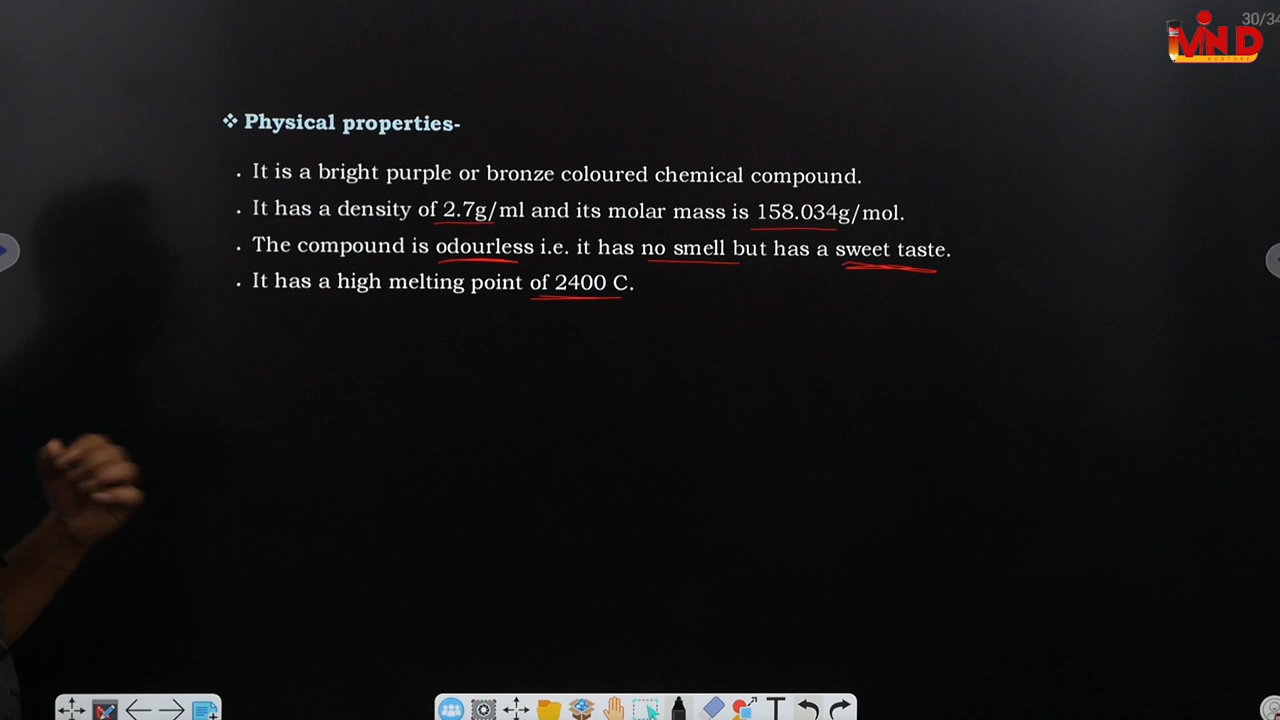 30/34
MIND
NURTURE
❖ Physical properties-
. It is a bright purple or bronze coloured chemical compound.
. It has a density of 2.7g/ml and its molar mass is 158.034g/mol.
. The compound is odourless i.e. it has no smell but has a sweet taste.
. It has a high melting point of 2400 C.